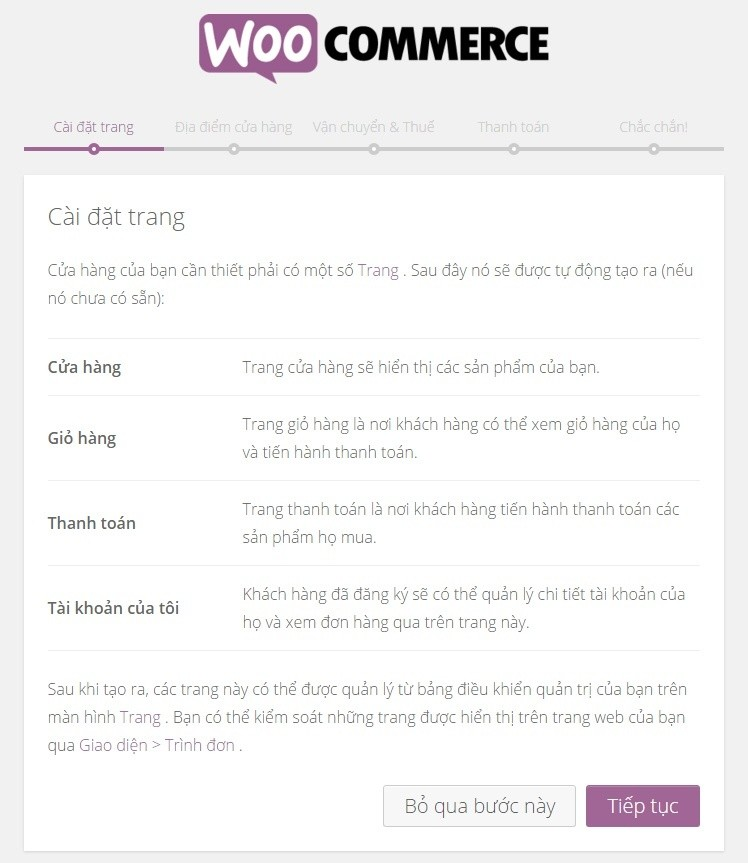 WOO COMMERCE
Cài đặt trang Địa điểm cửa hàng Vận chuyển & Thuế Thanh toán Chắc chắn!
Cài đặt trang
Cửa hàng của bạn cần thiết phải có một số Trang . Sau đây nó sẽ được tự động tạo ra (nếu
nó chưa có sẵn):
Cửa hàng Trang cửa hàng sẽ hiển thị các sản phẩm của bạn.
Giỏ hàng Trang giỏ hàng là nơi khách hàng có thể xem giỏ hàng của họ
và tiến hành thanh toán.
Thanh toán Trang thanh toán là nơi khách hàng tiến hành thanh toán các
sản phẩm họ mua.
Tài khoản của tôi Khách hàng đã đăng ký sẽ có thể quản lý chi tiết tài khoản của
họ và xem đơn hàng qua trên trang này.
Sau khi tạo ra, các trang này có thể được quản lý từ bảng điều khiển quản trị của bạn trên
màn hình Trang . Bạn có thể kiểm soát những trang được hiển thị trên trang web của bạn
qua Giao diện > Trình đơn .
Bỏ qua bước này Tiếp tục